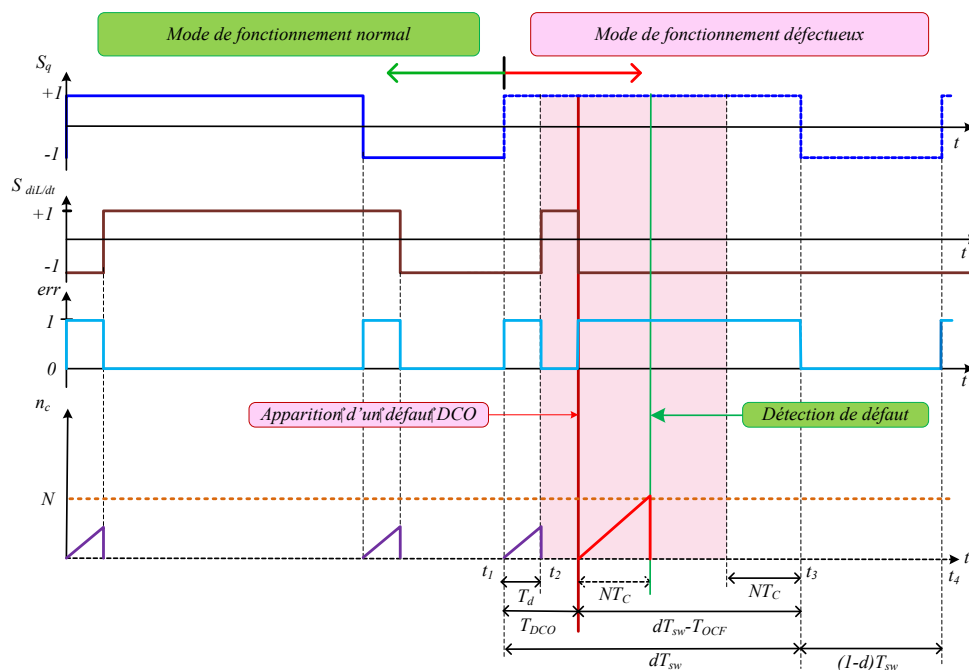 Mode de fonctionnement normal
Mode de fonctionnement défectueux
Sq
+1
-1
t
S diL/dt
+1
-1
t
err
1
0
t
nc
Apparition d'un défaut DCO
Détection de défaut
N
t
t1
t2
t3
t4
Td
NTC
NTC
TDCO
dTsw-TOCF
dTsw
(1-d)Tsw